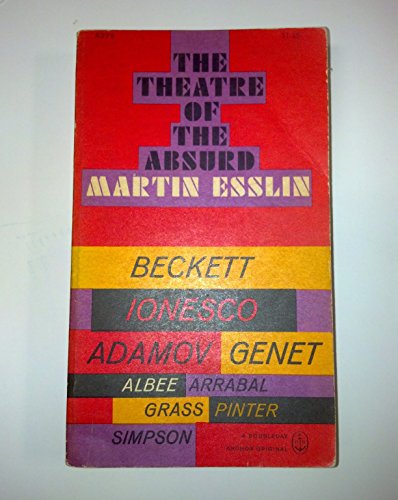 THE
THEATRE
OF
THE
ABSURD
MARTIN ESSLIN
BECKETT
IONESCO
ADAMOV GENET
ALBEE ARRABAL
GRASS PINTER
SIMPSON
A DOUBLEDAY
ANCHOR ORIGINAL